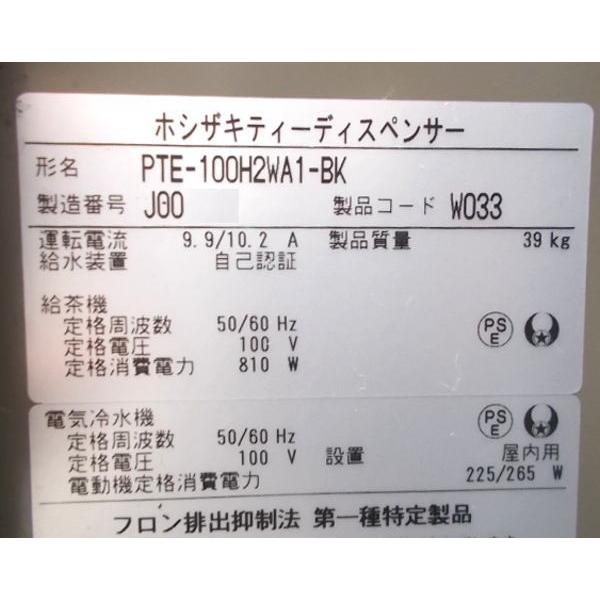 ホシザキティーディスペンサー
形名 PTE-100H2WA1-BK
製造番号 J00 製品コード W033
運転電流 9.9/10.2 A 製品質量 39 kg
給水装置 自己認証
給茶機
定格周波数 50/60 Hz
定格電圧 100 V
定格消費電力 810 W
PSE
電気冷水機
定格周波数 50/60 Hz
定格電圧 100 V 設置 屋内用
電動機定格消費電力 225/265 W
PSE
フロン排出抑制法 第一種特定製品